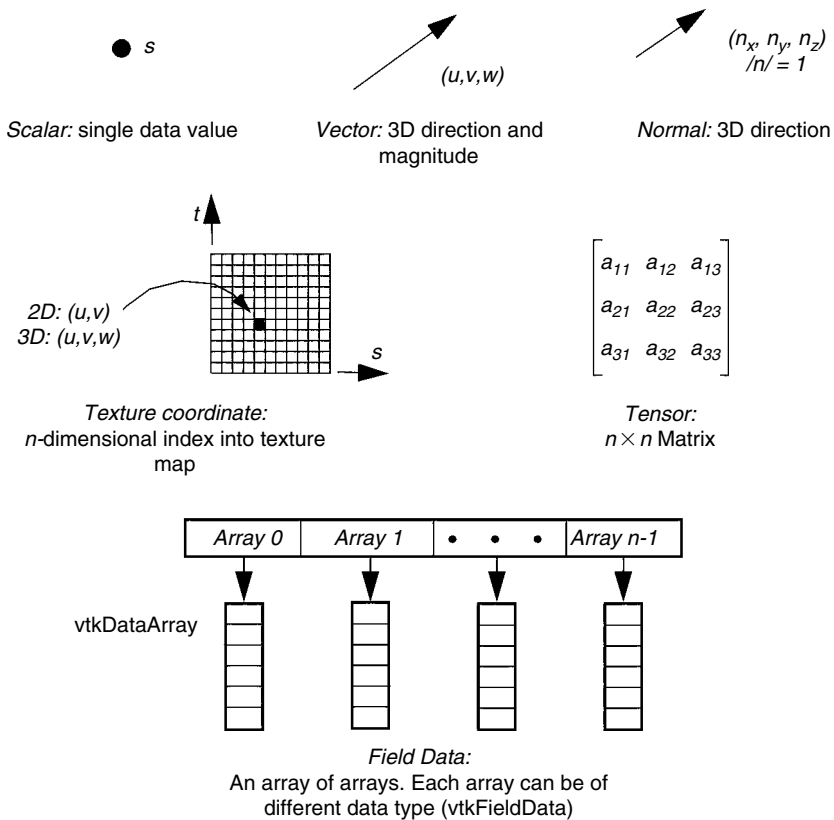 s
(u,v,w)
(nx, ny, nz)
/n/ = 1
Scalar: single data value
Vector: 3D direction and
magnitude
Normal: 3D direction
t
2D: (u,v)
3D: (u,v,w)
s
a11 a12 a13
a21 a22 a23
a31 a32 a33
Texture coordinate:
n-dimensional index into texture
map
Tensor:
n × n Matrix
Array 0 Array 1 • • • Array n-1
vtkDataArray
Field Data:
An array of arrays. Each array can be of
different data type (vtkFieldData)